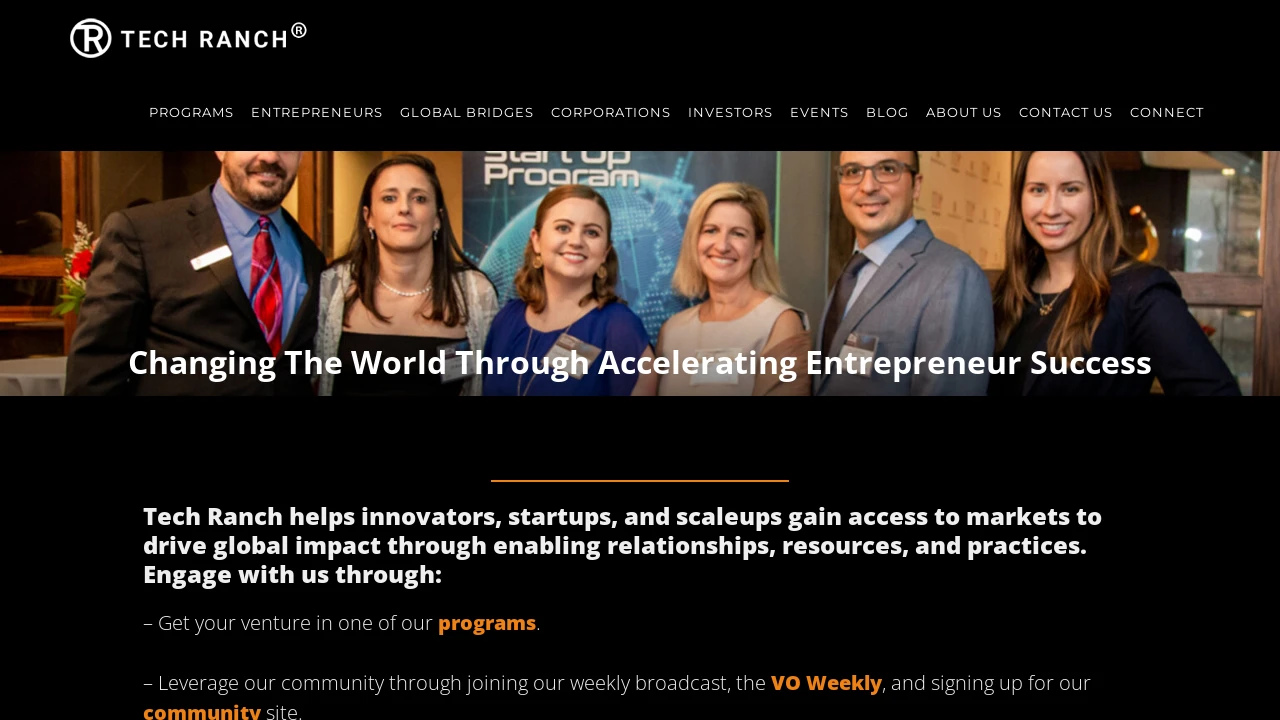 TECH RANCH®
PROGRAMS ENTREPRENEURS GLOBAL BRIDGES CORPORATIONS INVESTORS EVENTS BLOG ABOUT US CONTACT US CONNECT
Start Up
Program
Changing The World Through Accelerating Entrepreneur Success
Tech Ranch helps innovators, startups, and scaleups gain access to markets to
drive global impact through enabling relationships, resources, and practices.
Engage with us through:
– Get your venture in one of our programs.
– Leverage our community through joining our weekly broadcast, the VO Weekly, and signing up for our
community site.